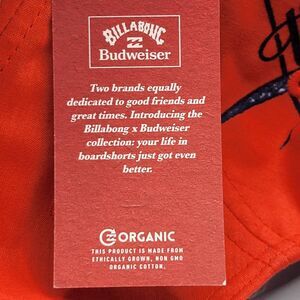 BILLABONG
Budweiser
Two brands equally
dedicated to good friends and
great times. Introducing the
Billabong x Budweiser
collection: your life in
boardshorts just got even
better.
ORGANIC
THIS PRODUCT IS MADE FROM
ETHICALLY GROWN, NON GMO
ORGANIC COTTON.